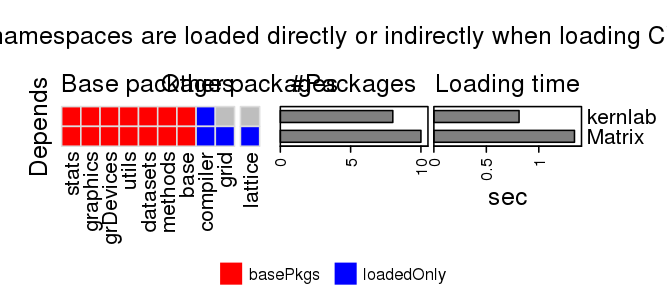 namespaces are loaded directly or indirectly when loading C
Base packages Other packages #Packages Loading time
Depends
kernlab
Matrix
stats
graphics
grDevices
utils
datasets
methods
base
compiler
grid
lattice
0 5 10
0 0.5 1
sec
basePkgs loadedOnly